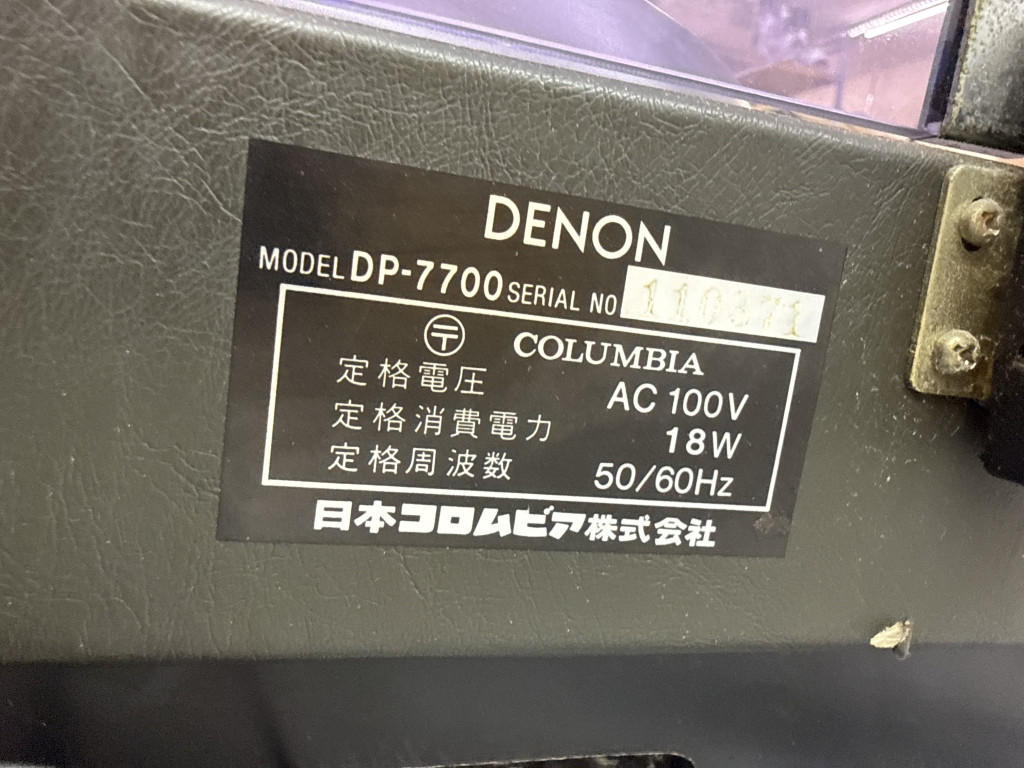 DENON
MODEL DP-7700 SERIAL NO
〒 COLUMBIA
定格電圧 AC 100V
定格消費電力 18W
定格周波数 50/60Hz
日本コロムビア株式会社